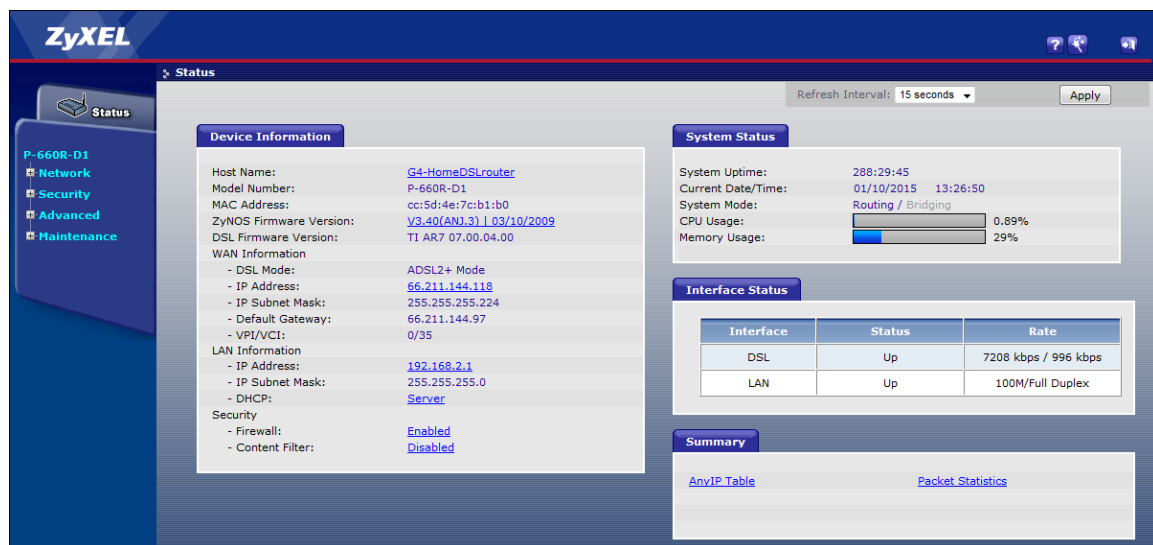 ZyXEL
Status
Status
Refresh Interval: 15 seconds Apply
P-660R-D1
Network
Security
Advanced
Maintenance
Device Information
Host Name: G4-HomeDSLrouter
Model Number: P-660R-D1
MAC Address: cc:5d:4e:7c:b1:b0
ZyNOS Firmware Version: V3.40(ANJ.3) | 03/10/2009
DSL Firmware Version: TI AR7 07.00.04.00
WAN Information
- DSL Mode: ADSL2+ Mode
- IP Address: 66.211.144.118
- IP Subnet Mask: 255.255.255.224
- Default Gateway: 66.211.144.97
- VPI/VCI: 0/35
LAN Information
- IP Address: 192.168.2.1
- IP Subnet Mask: 255.255.255.0
- DHCP: Server
Security
- Firewall: Enabled
- Content Filter: Disabled
System Status
System Uptime: 288:29:45
Current Date/Time: 01/10/2015 13:26:50
System Mode: Routing / Bridging
CPU Usage: 0.89%
Memory Usage: 29%
Interface Status
Interface Status Rate
DSL Up 7208 kbps / 996 kbps
LAN Up 100M/Full Duplex
Summary
AnyIP Table Packet Statistics